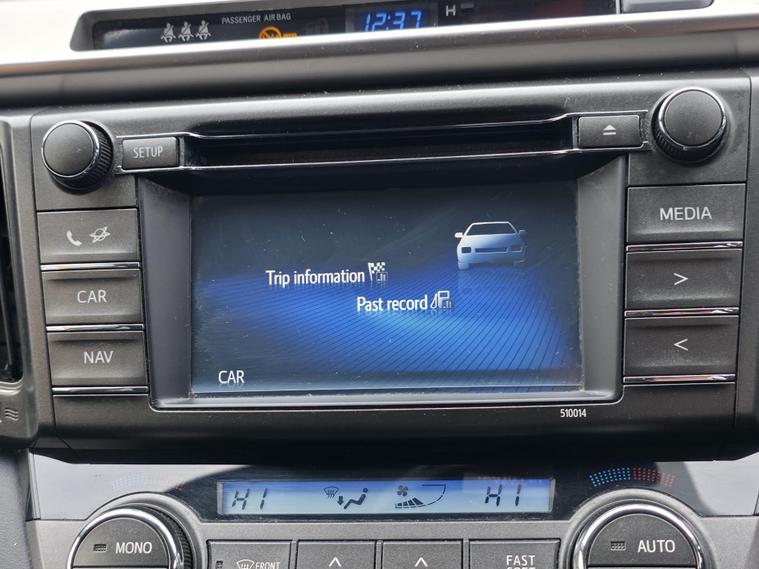 PASSENGER AIR BAG
12:37
H
SETUP
MEDIA
>
CAR
<
NAV
Trip information
Past record
CAR
510014
HI
HI
MONO
FRONT
AUTO
FAST